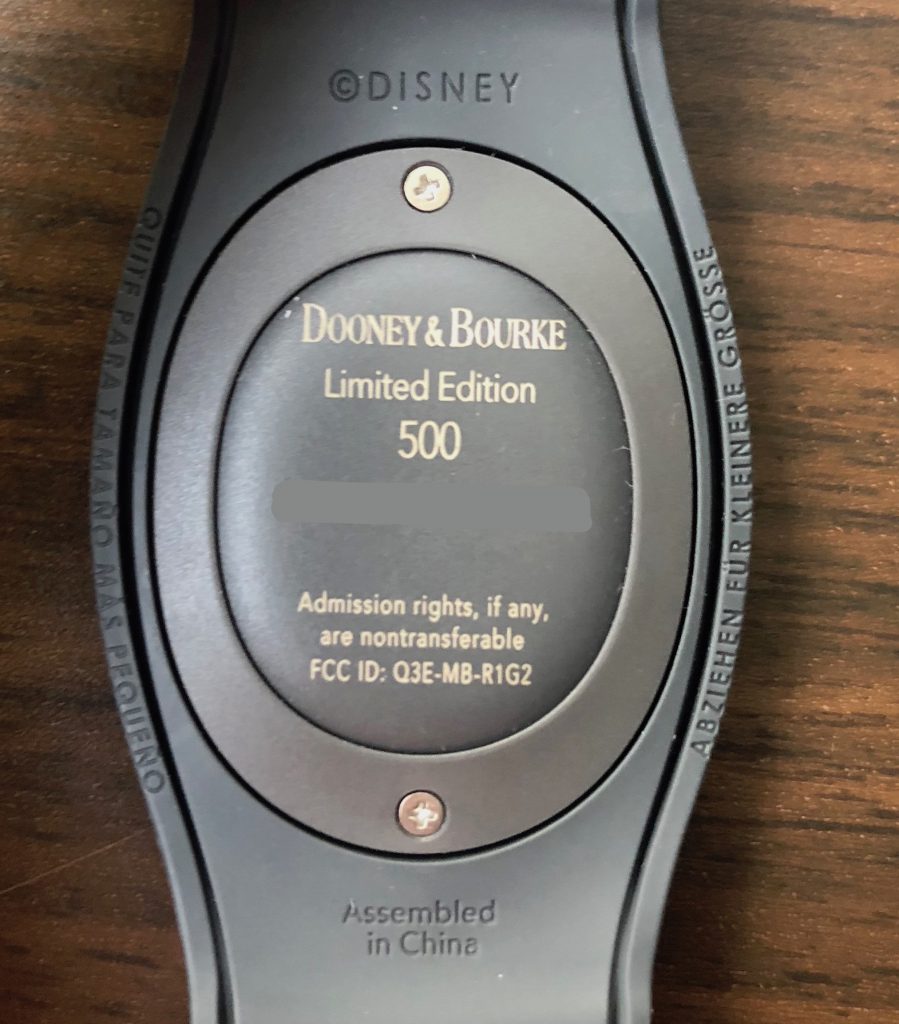 ©DISNEY
DOONEY & BOURKE
Limited Edition
500
Admission rights, if any,
are nontransferable
FCC ID: Q3E-MB-R1G2
QUITE PARA TAMAÑO MÁS PEQUEÑO
ABZIEHEN FÜR KLEINERE GRÖSSE
Assembled
in China